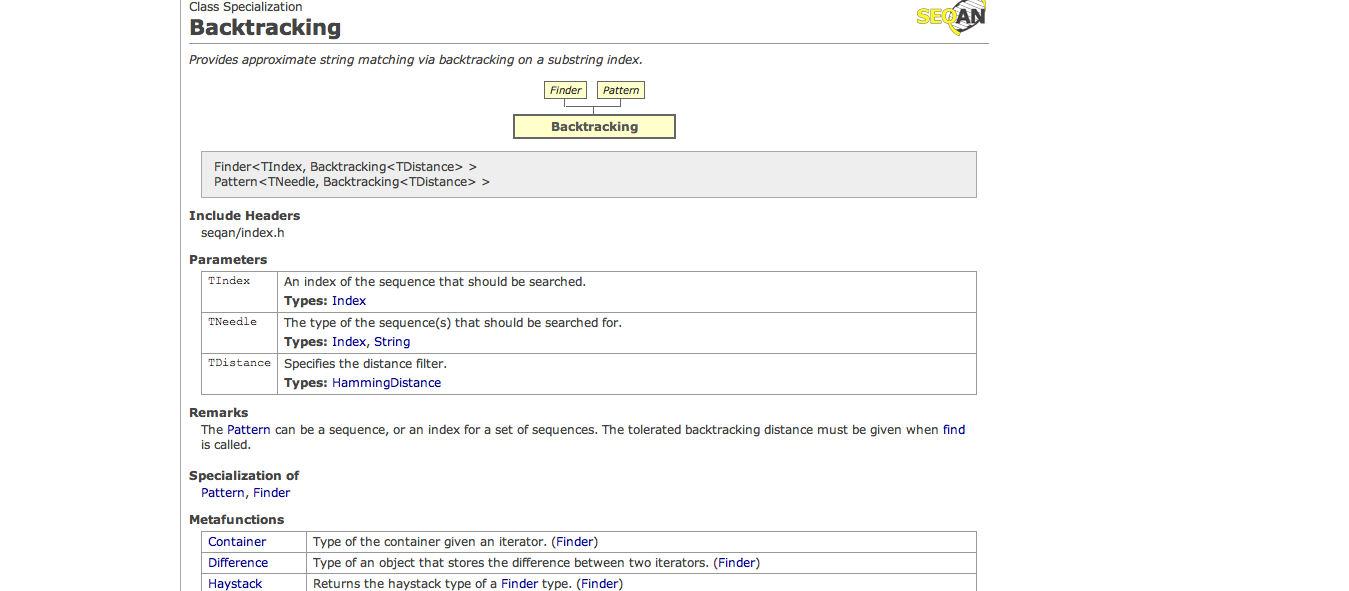 Class Specialization
SEQAN
Backtracking
Provides approximate string matching via backtracking on a substring index.
Finder Pattern
Backtracking
Finder<TIndex, Backtracking<TDistance> >
Pattern<TNeedle, Backtracking<TDistance> >
Include Headers
seqan/index.h
Parameters
TIndex An index of the sequence that should be searched.
Types: Index
TNeedle The type of the sequence(s) that should be searched for.
Types: Index, String
TDistance Specifies the distance filter.
Types: HammingDistance
Remarks
The Pattern can be a sequence, or an index for a set of sequences. The tolerated backtracking distance must be given when find
is called.
Specialization of
Pattern, Finder
Metafunctions
Container Type of the container given an iterator. (Finder)
Difference Type of an object that stores the difference between two iterators. (Finder)
Haystack Returns the haystack type of a Finder type. (Finder)